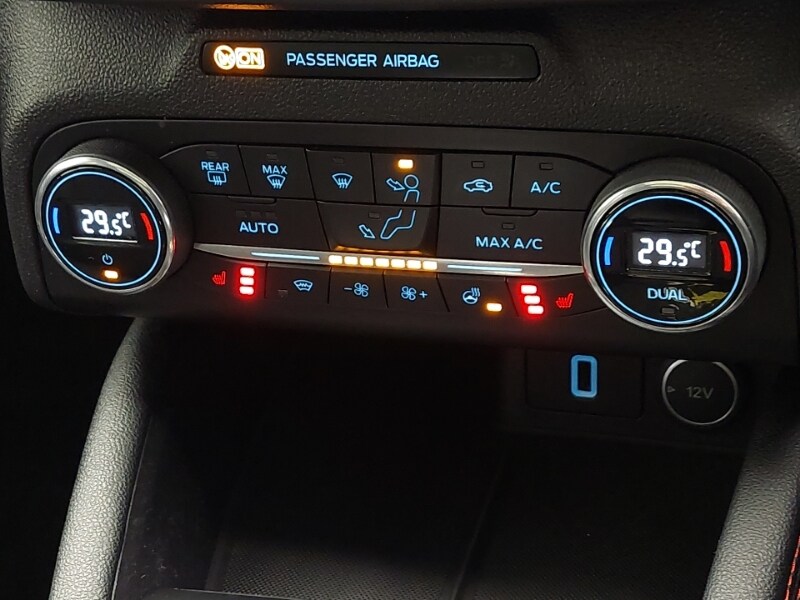 ON PASSENGER AIRBAG
REAR MAX
A/C
AUTO
MAX A/C
29.5°C
29.5°C
DUAL
- +
12V